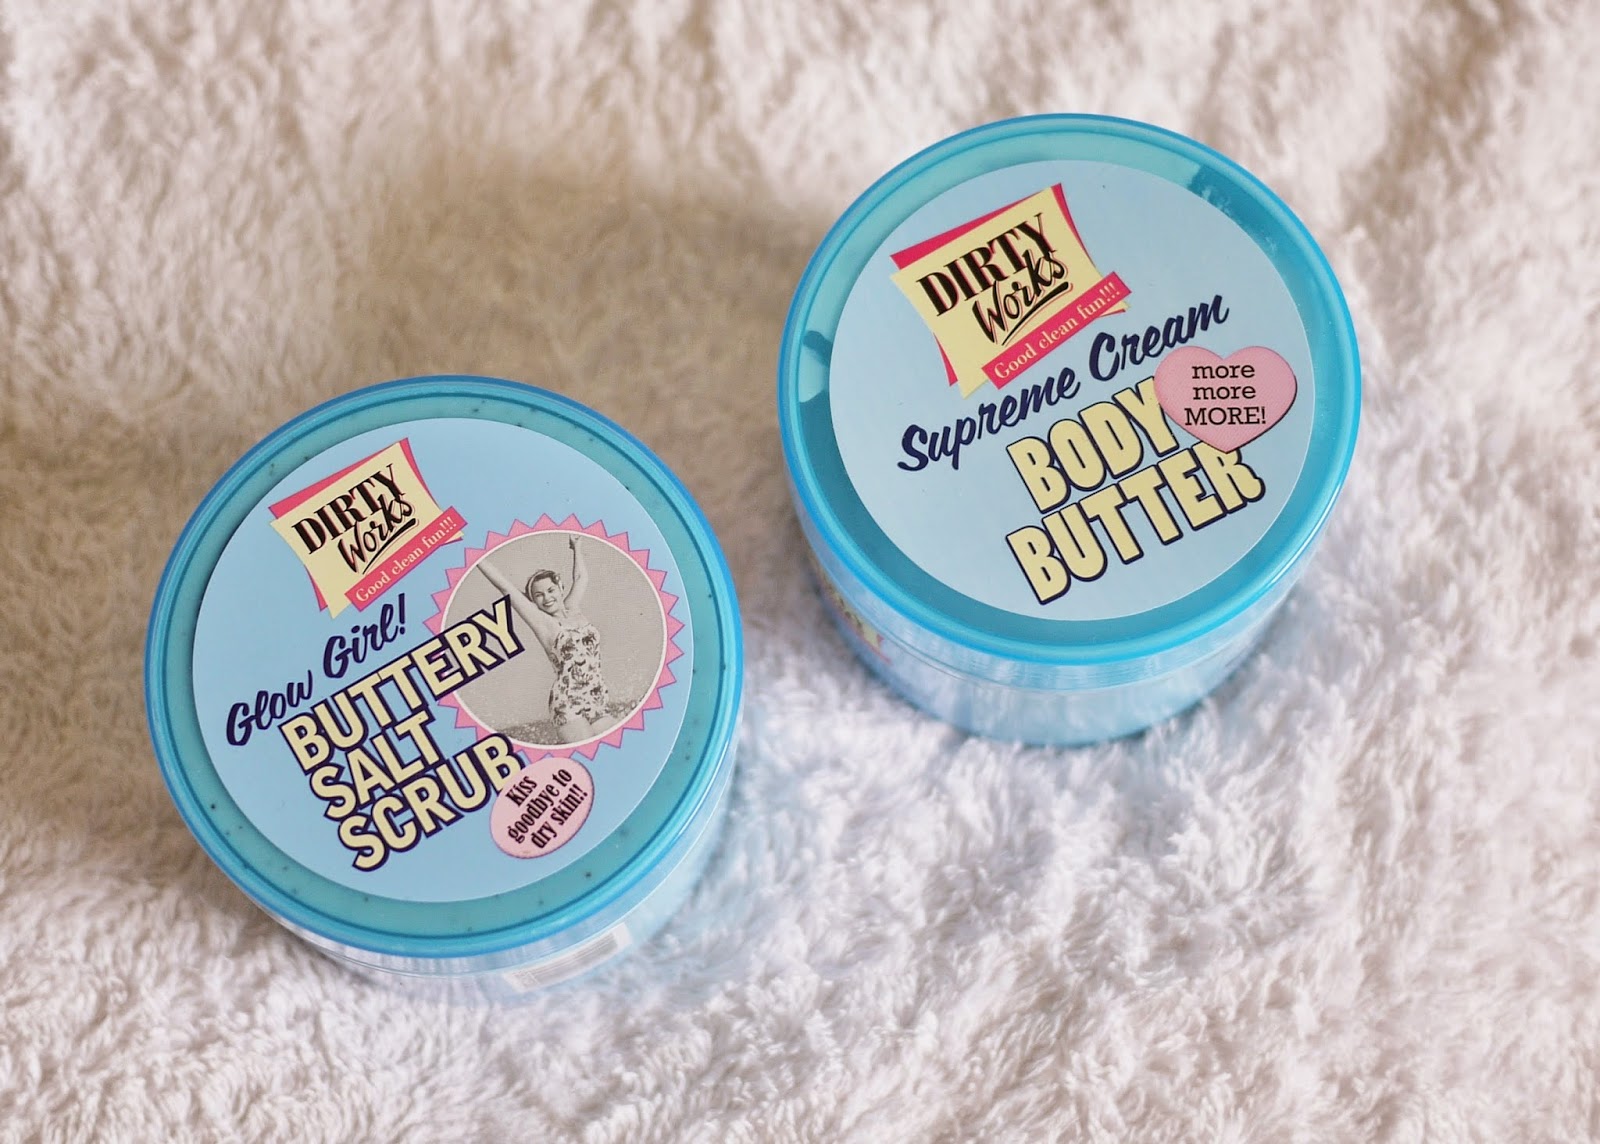 DIRTY
Works
Good clean fun!!!
Glow Girl!
BUTTERY
SALT
SCRUB
Kiss
goodbye to
dry skin!!
DIRTY
Works
Good clean fun!!!
Supreme Cream
BODY
BUTTER
more
more
MORE!